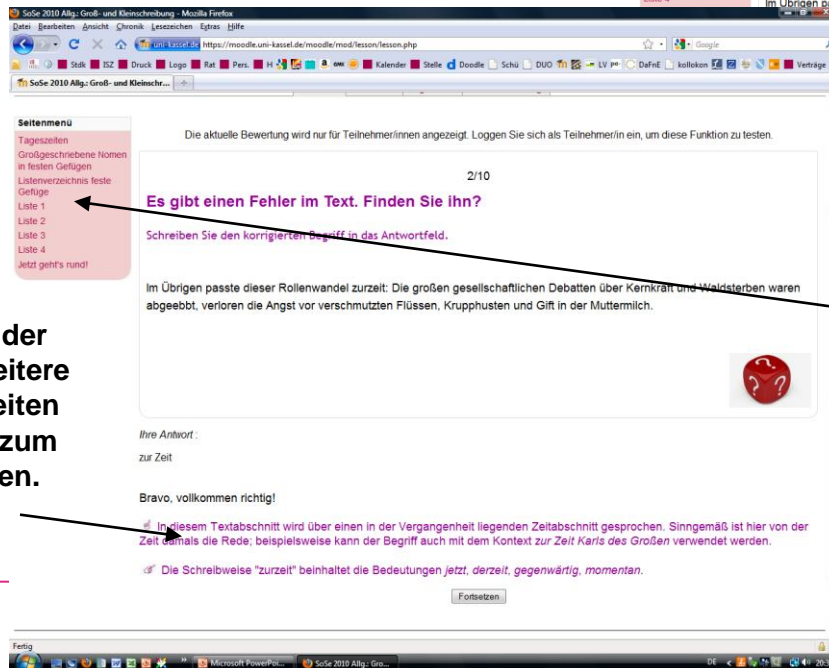 Im Übrigen
SoSe 2010 Allg.: Groß- und Kleinschreibung - Mozilla Firefox
Datei Bearbeiten Ansicht Chronik Lesezeichen Extras Hilfe
uni-kassel.de https://moodle.uni-kassel.de/moodle/mod/lesson/lesson.php
Google
Stdk ISZ Druck Logo Rat Pers. H Kalender Stelle Doodle Schü DUO LV DafnE kollokon Verträge
SoSe 2010 Allg.: Groß- und Kleinschr...
Seitenmenü
Tageszeiten
Großgeschriebene Nomen
in festen Gefügen
Listenverzeichnis feste
Gefüge
Liste 1
Liste 2
Liste 3
Liste 4
Jetzt geht's rund!
Die aktuelle Bewertung wird nur für Teilnehmer/innen angezeigt. Loggen Sie sich als Teilnehmer/in ein, um diese Funktion zu testen.
2/10
Es gibt einen Fehler im Text. Finden Sie ihn?
Schreiben Sie den korrigierten Begriff in das Antwortfeld.
Im Übrigen passte dieser Rollenwandel zurzeit: Die großen gesellschaftlichen Debatten über Kernkraft und Waldsterben waren
abgeebbt, verloren die Angst vor verschmutzten Flüssen, Krupphusten und Gift in der Muttermilch.
der
eitere
eiten
zum
en.
Ihre Antwort :
zur Zeit
Bravo, vollkommen richtig!
In diesem Textabschnitt wird über einen in der Vergangenheit liegenden Zeitabschnitt gesprochen. Sinngemäß ist hier von der
Zeit damals die Rede; beispielsweise kann der Begriff auch mit dem Kontext zur Zeit Karls des Großen verwendet werden.
Die Schreibweise "zurzeit" beinhaltet die Bedeutungen jetzt, derzeit, gegenwärtig, momentan.
Fortsetzen
Fertig
Microsoft PowerPoi... SoSe 2010 Allg.: Gro... DE